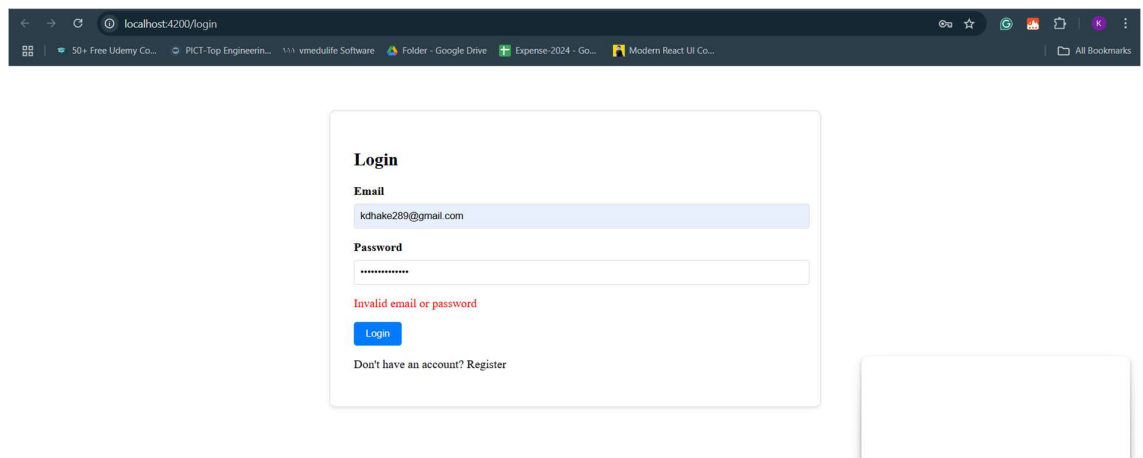 localhost:4200/login
50+ Free Udemy Co... PICT-Top Engineerin... vmedulife Software Folder - Google Drive Expense-2024 - Go... Modern React UI Co... All Bookmarks
Login
Email
kdhake289@gmail.com
Password
Invalid email or password
Login
Don't have an account? Register